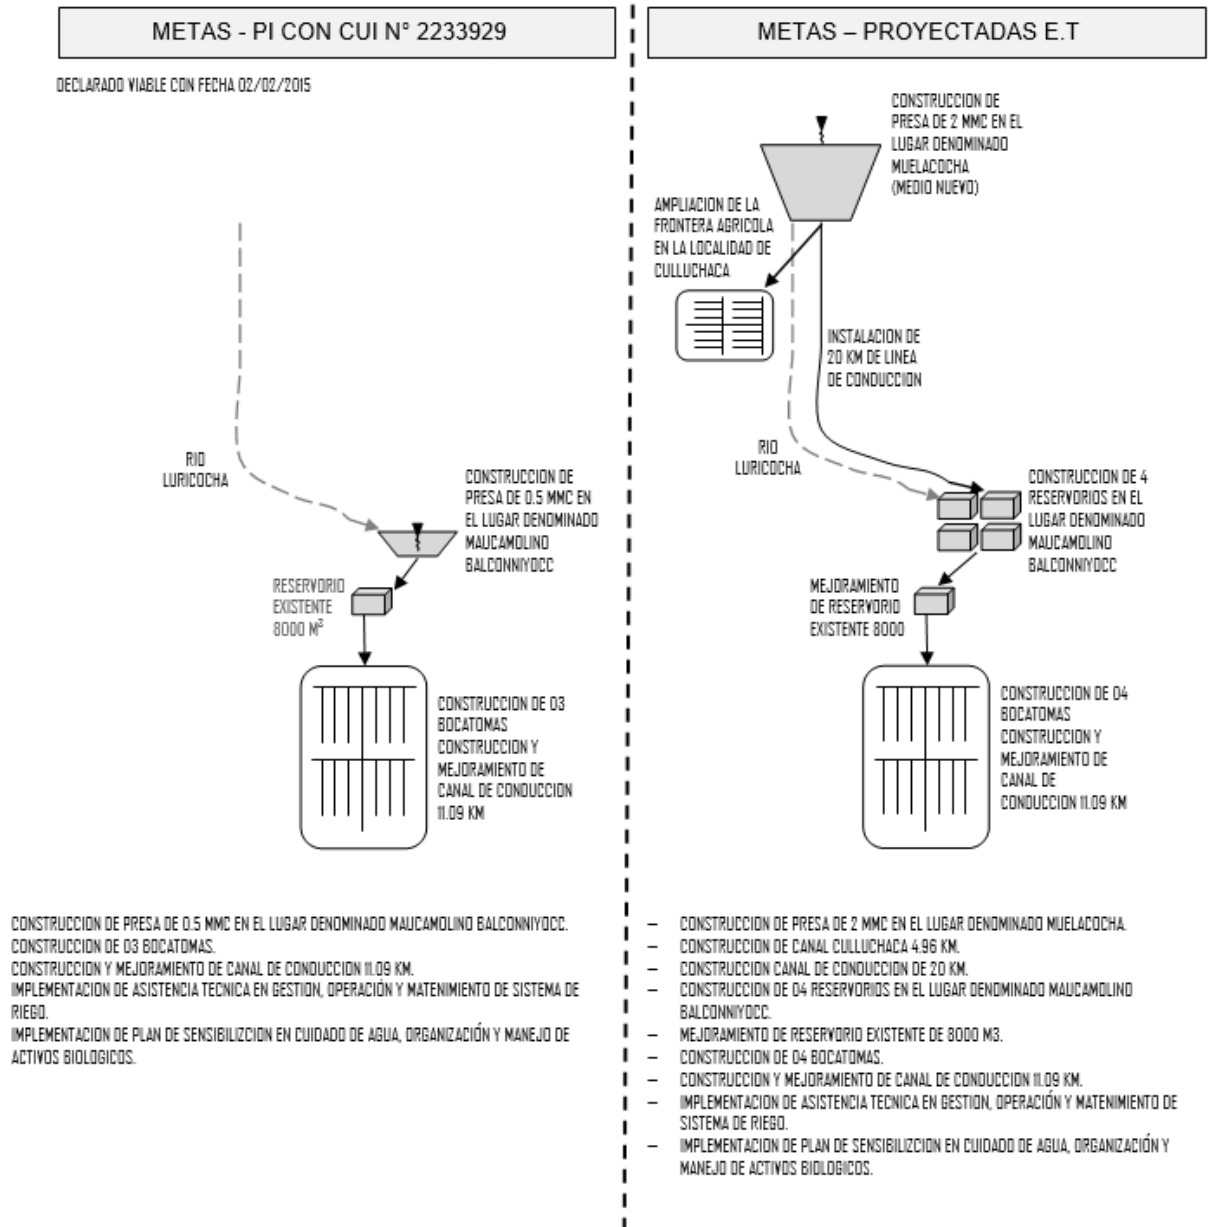 METAS - PI CON CUI N° 2233929
DECLARADO VIABLE CON FECHA 02/02/2015
RIO
LURICOCHA
CONSTRUCCION DE
PRESA DE 0.5 MMC EN
EL LUGAR DENOMINADO
MAUCAMOLINO
BALCONNIYOCC
RESERVORIO
EXISTENTE
8000 M³
CONSTRUCCION DE 03
BOCATOMAS
CONSTRUCCION Y
MEJORAMIENTO DE
CANAL DE CONDUCCION
11.09 KM
CONSTRUCCION DE PRESA DE 0.5 MMC EN EL LUGAR DENOMINADO MAUCAMOLINO BALCONNIYOCC.
CONSTRUCCION DE 03 BOCATOMAS.
CONSTRUCCION Y MEJORAMIENTO DE CANAL DE CONDUCCION 11.09 KM.
IMPLEMENTACION DE ASISTENCIA TECNICA EN GESTION, OPERACIÓN Y MATENIMIENTO DE SISTEMA DE
RIEGO.
IMPLEMENTACION DE PLAN DE SENSIBILIZCION EN CUIDADO DE AGUA, ORGANIZACIÓN Y MANEJO DE
ACTIVOS BIOLOGICOS.
METAS – PROYECTADAS E.T
CONSTRUCCION DE
PRESA DE 2 MMC EN EL
LUGAR DENOMINADO
MUELACOCHA
(MEDIO NUEVO)
AMPLIACION DE LA
FRONTERA AGRICOLA
EN LA LOCALIDAD DE
CULLUCHACA
INSTALACION DE
20 KM DE LINEA
DE CONDUCCION
RIO
LURICOCHA
CONSTRUCCION DE 4
RESERVORIOS EN EL
LUGAR DENOMINADO
MAUCAMOLINO
BALCONNIYOCC
MEJORAMIENTO
DE RESERVORIO
EXISTENTE 8000
CONSTRUCCION DE 04
BOCATOMAS
CONSTRUCCION Y
MEJORAMIENTO DE
CANAL DE
CONDUCCION 11.09 KM
– CONSTRUCCION DE PRESA DE 2 MMC EN EL LUGAR DENOMINADO MUELACOCHA.
– CONSTRUCCION DE CANAL CULLUCHACA 4.96 KM.
– CONSTRUCCION CANAL DE CONDUCCION DE 20 KM.
– CONSTRUCCION DE 04 RESERVORIOS EN EL LUGAR DENOMINADO MAUCAMOLINO
BALCONNIYOCC.
– MEJORAMIENTO DE RESERVORIO EXISTENTE DE 8000 M3.
– CONSTRUCCION DE 04 BOCATOMAS.
– CONSTRUCCION Y MEJORAMIENTO DE CANAL DE CONDUCCION 11.09 KM.
– IMPLEMENTACION DE ASISTENCIA TECNICA EN GESTION, OPERACIÓN Y MATENIMIENTO DE
SISTEMA DE RIEGO.
– IMPLEMENTACION DE PLAN DE SENSIBILIZCION EN CUIDADO DE AGUA, ORGANIZACIÓN Y
MANEJO DE ACTIVOS BIOLOGICOS.